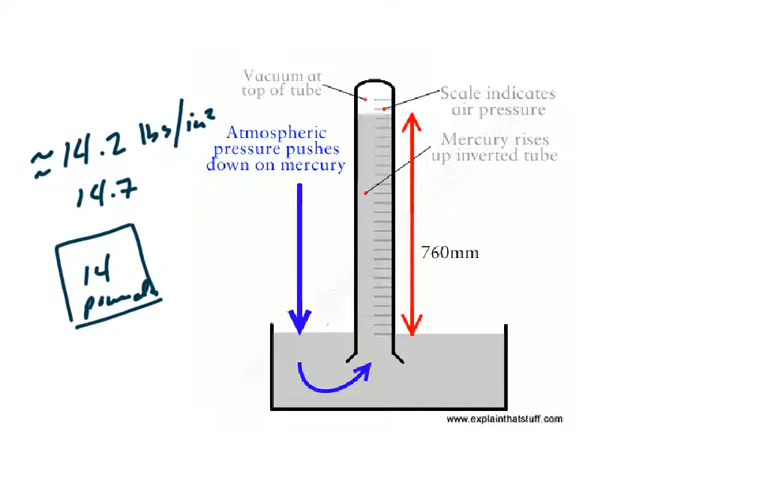 Vacuum at
top of tube
Scale indicates
air pressure
Atmospheric
pressure pushes
down on mercury
Mercury rises
up inverted tube
760mm
≈ 14.2 lbs/in²
14.7
14
pounds
www.explainthatstuff.com